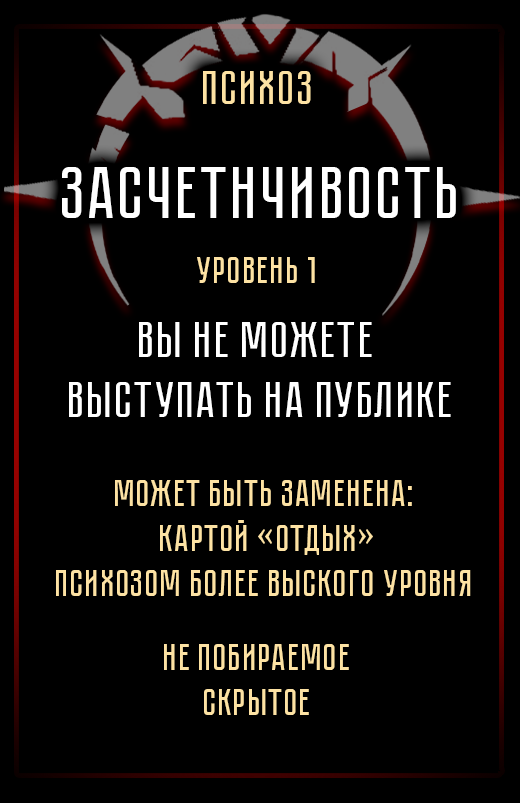 ПСИХОЗ
ЗАСЧЕТНЧИВОСТЬ
УРОВЕНЬ 1
ВЫ НЕ МОЖЕТЕ
ВЫСТУПАТЬ НА ПУБЛИКЕ
МОЖЕТ БЫТЬ ЗАМЕНЕНА:
КАРТОЙ «ОТДЫХ»
ПСИХОЗОМ БОЛЕЕ ВЫСКОГО УРОВНЯ
НЕ ПОБИРАЕМОЕ
СКРЫТОЕ